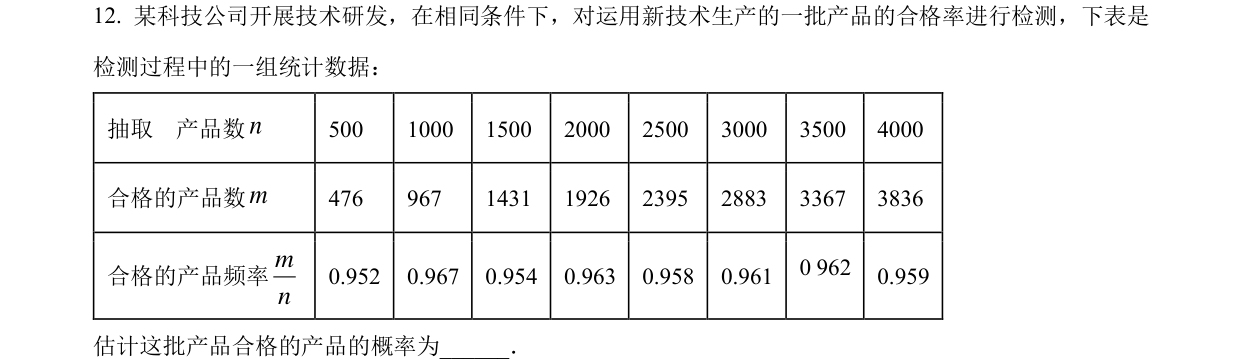 12. 某科技公司开展技术研发，在相同条件下，对运用新技术生产的一批产品的合格率进行检测，下表是
检测过程中的一组统计数据：
抽取 产品数n 500 1000 1500 2000 2500 3000 3500 4000
合格的产品数m 476 967 1431 1926 2395 2883 3367 3836
合格的产品频率m/n 0.952 0.967 0.954 0.963 0.958 0.961 0 962 0.959
估计这批产品合格的产品的概率为______．